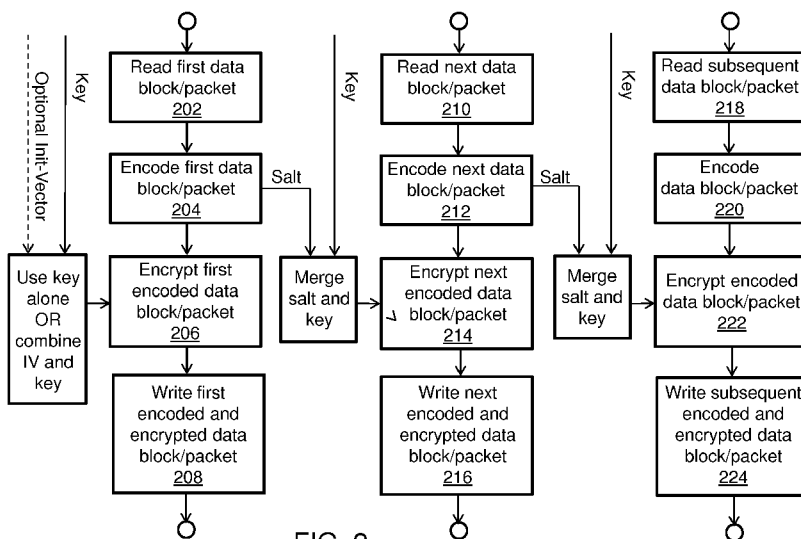 Optional Init-Vector
Key
Read first data
block/packet
202
Encode first data
block/packet
204
Salt
Use key
alone
OR
combine
IV and
key
Encrypt first
encoded data
block/packet
206
Write first
encoded and
encrypted data
block/packet
208
Key
Read next data
block/packet
210
Encode next data
block/packet
212
Salt
Merge
salt and
key
Encrypt next
encoded data
block/packet
214
Write next
encoded and
encrypted data
block/packet
216
Key
Read subsequent
data block/packet
218
Encode
data block/packet
220
Merge
salt and
key
Encrypt encoded
data block/packet
222
Write subsequent
encoded and
encrypted data
block/packet
224